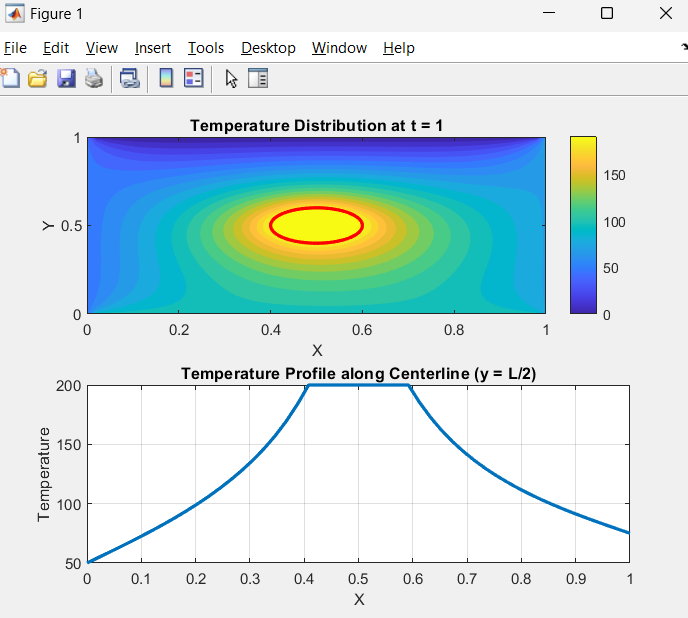 Figure 1
File Edit View Insert Tools Desktop Window Help
Temperature Distribution at t = 1
1
0.5
0
Y
0 0.2 0.4 0.6 0.8 1
X
150
100
50
0
Temperature Profile along Centerline (y = L/2)
200
150
100
50
Temperature
0 0.1 0.2 0.3 0.4 0.5 0.6 0.7 0.8 0.9 1
X